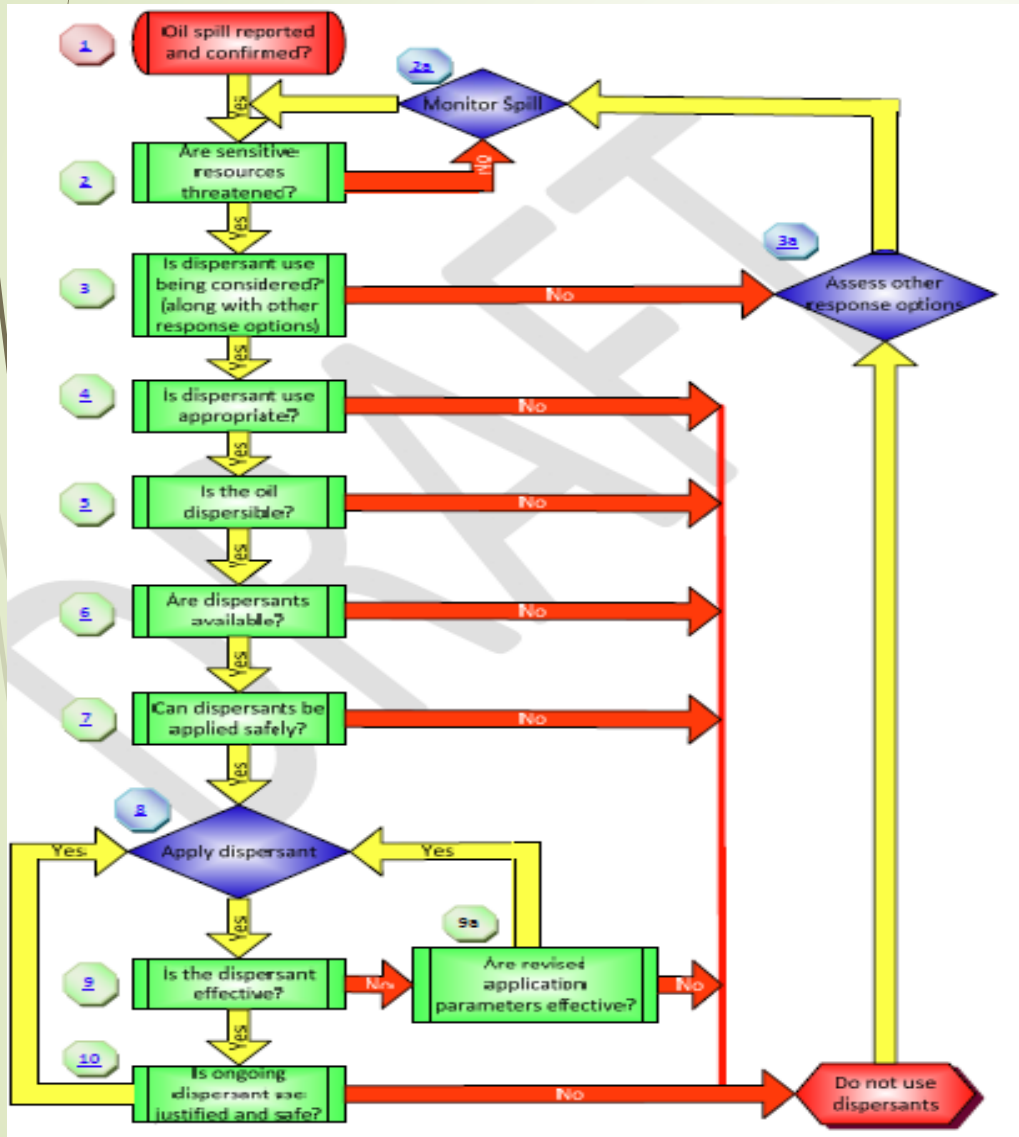 1
Oil spill reported
and confirmed?
2a
Monitor Spill
Yes
2
Are sensitive
resources
threatened?
No
Yes
3
Is dispersant use
being considered?
(along with other
response options)
No
3a
Assess other
response options
Yes
4
Is dispersant use
appropriate?
No
Yes
5
Is the oil
dispersible?
No
Yes
6
Are dispersants
available?
No
Yes
7
Can dispersants be
applied safely?
No
Yes
8
Yes
Apply dispersant
Yes
Yes
9a
9
Is the dispersant
effective?
No
Are revised
application
parameters effective?
No
Yes
10
Is ongoing
dispersant use
justified and safe?
No
Do not use
dispersants
DRAFT